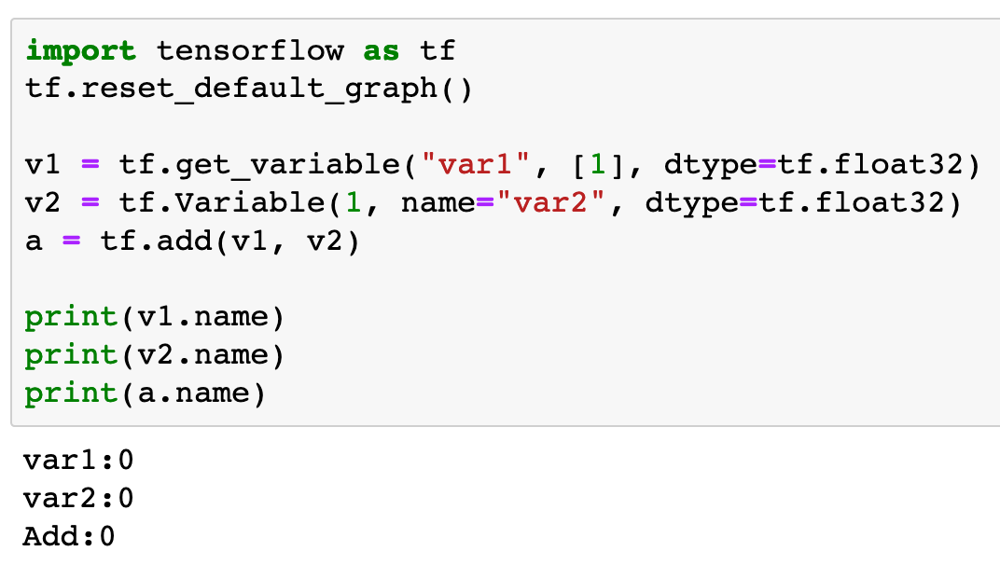 import tensorflow as tf
tf.reset_default_graph()
v1 = tf.get_variable("var1", [1], dtype=tf.float32)
v2 = tf.Variable(1, name="var2", dtype=tf.float32)
a = tf.add(v1, v2)
print(v1.name)
print(v2.name)
print(a.name)
var1:0
var2:0
Add:0